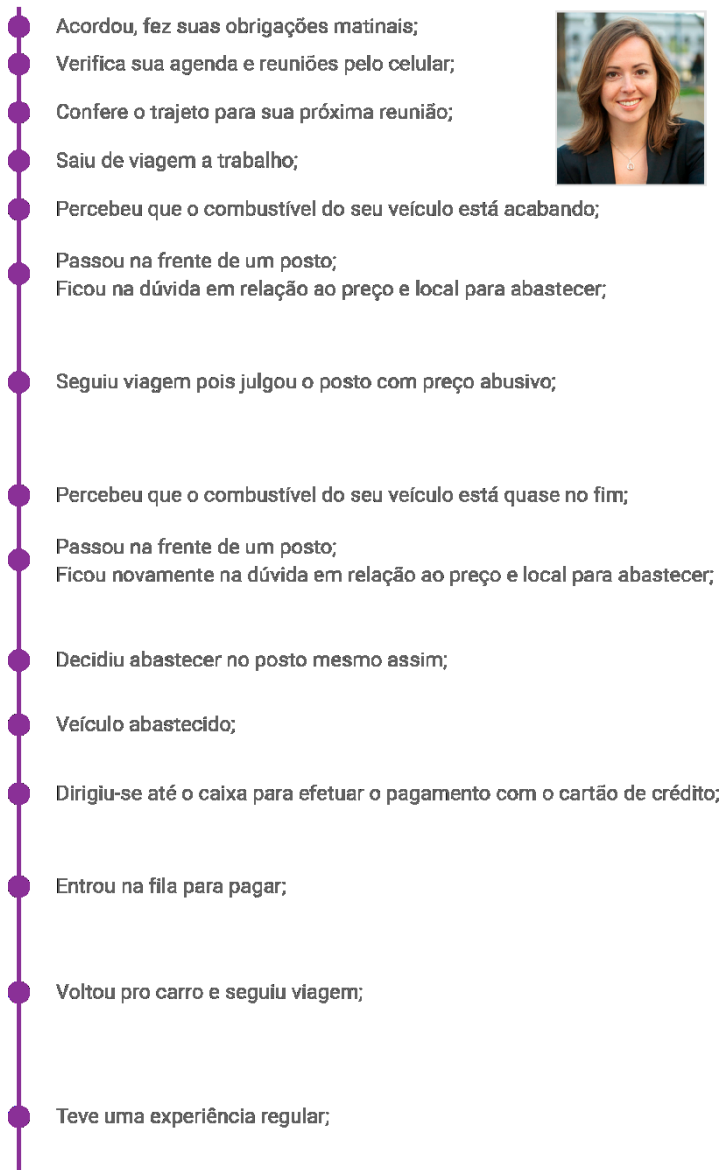 Acordou, fez suas obrigações matinais;
Verifica sua agenda e reuniões pelo celular;
Confere o trajeto para sua próxima reunião;
Saiu de viagem a trabalho;
Percebeu que o combustível do seu veículo está acabando;
Passou na frente de um posto;
Ficou na dúvida em relação ao preço e local para abastecer;
Seguiu viagem pois julgou o posto com preço abusivo;
Percebeu que o combustível do seu veículo está quase no fim;
Passou na frente de um posto;
Ficou novamente na dúvida em relação ao preço e local para abastecer;
Decidiu abastecer no posto mesmo assim;
Veículo abastecido;
Dirigiu-se até o caixa para efetuar o pagamento com o cartão de crédito;
Entrou na fila para pagar;
Voltou pro carro e seguiu viagem;
Teve uma experiência regular;